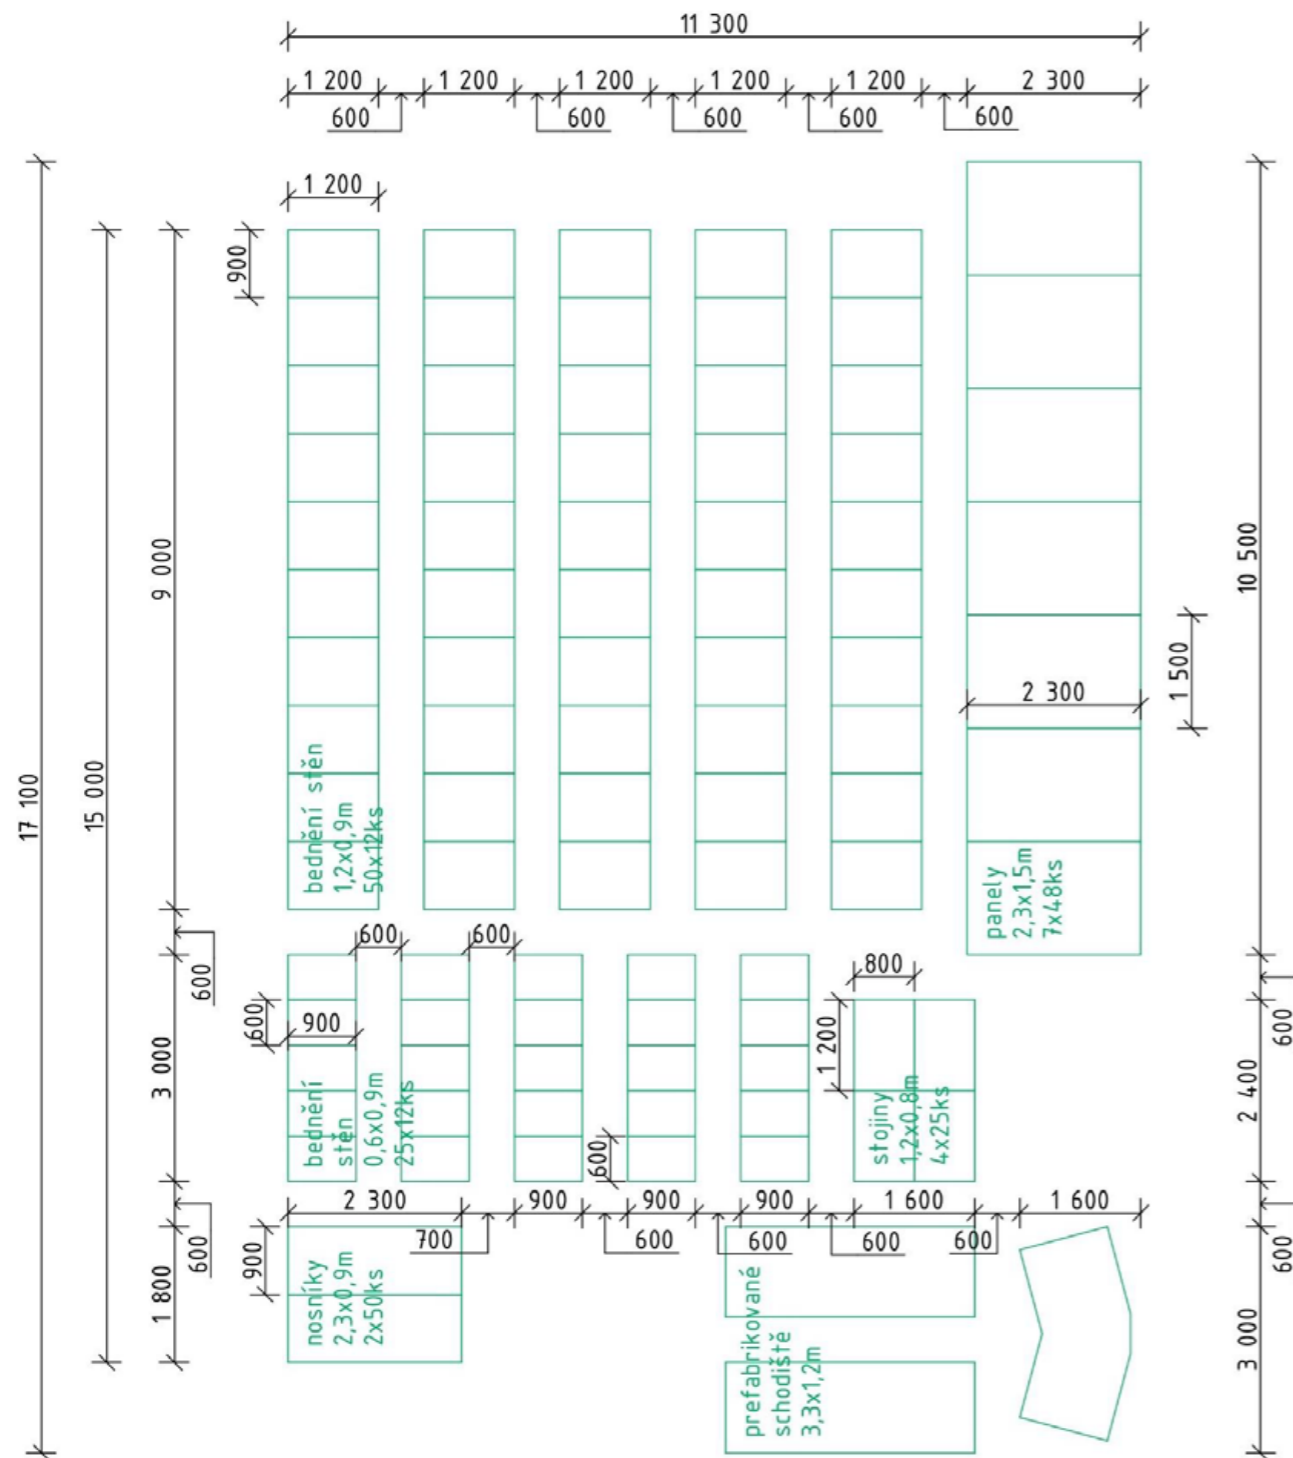 11 300
1 200
1 200
1 200
1 200
1 200
2 300
600
600
600
600
600
1 200
900
9 000
15 000
17 100
10 500
1 500
2 300
bednění stěn
1,2x0,9m
50x12ks
panely
2,3x1,5m
7x48ks
600
600
600
800
600
600
900
1 200
3 000
2 400
bednění
stěn
0,6x0,9m
25x12ks
600
stojiny
1,2x0,8m
4x25ks
2 300
900
900
900
1 600
1 600
700
600
600
600
600
600
600
900
1 800
3 000
nosníky
2,3x0,9m
2x50ks
prefabrikované
schodiště
3,3x1,2m